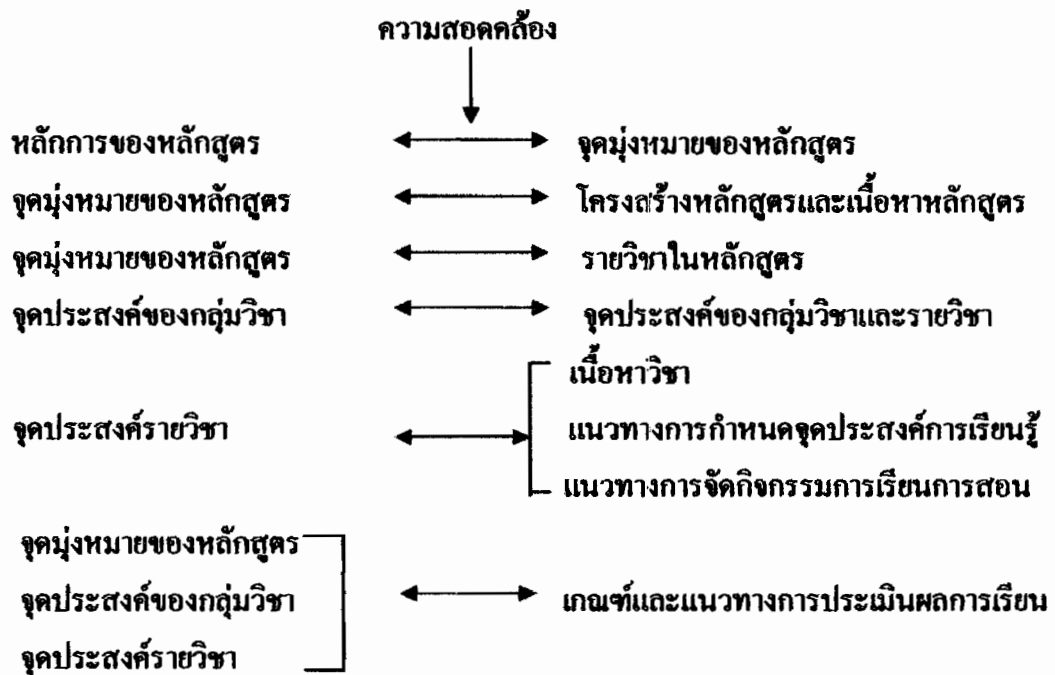 ความสอดคล้อง
หลักการของหลักสูตร จุดมุ่งหมายของหลักสูตร
จุดมุ่งหมายของหลักสูตร โครงสร้างหลักสูตรและเนื้อหาหลักสูตร
จุดมุ่งหมายของหลักสูตร รายวิชาในหลักสูตร
จุดประสงค์ของกลุ่มวิชา จุดประสงค์ของกลุ่มวิชาและรายวิชา
เนื้อหาวิชา
จุดประสงค์รายวิชา แนวทางการกำหนดจุดประสงค์การเรียนรู้
แนวทางการจัดกิจกรรมการเรียนการสอน
จุดมุ่งหมายของหลักสูตร
จุดประสงค์ของกลุ่มวิชา เกณฑ์และแนวทางการประเมินผลการเรียน
จุดประสงค์รายวิชา